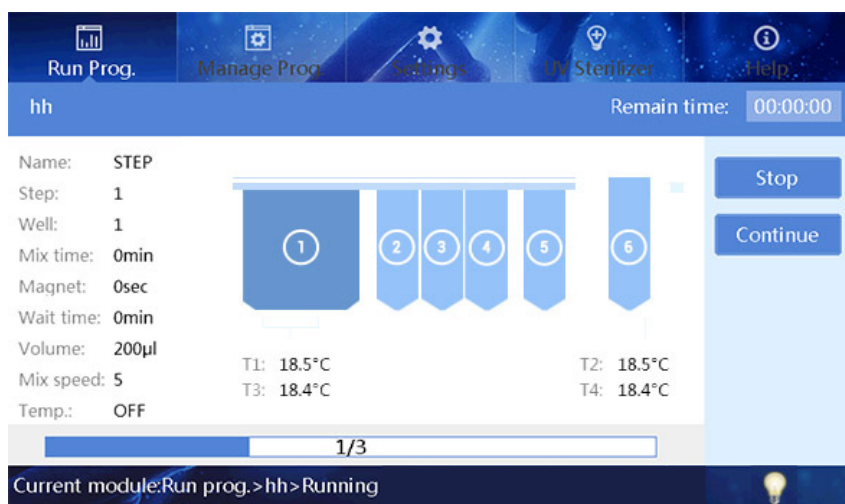 Run Prog.
Manage Prog.
Settings
UV Sterilizer
Help
hh
Remain time: 00:00:00
Name: STEP
Step: 1
Well: 1
Mix time: 0min
Magnet: 0sec
Wait time: 0min
Volume: 200μl
Mix speed: 5
Temp.: OFF
1
2
3
4
5
6
T1: 18.5°C
T3: 18.4°C
T2: 18.5°C
T4: 18.4°C
Stop
Continue
1/3
Current module:Run prog.>hh>Running